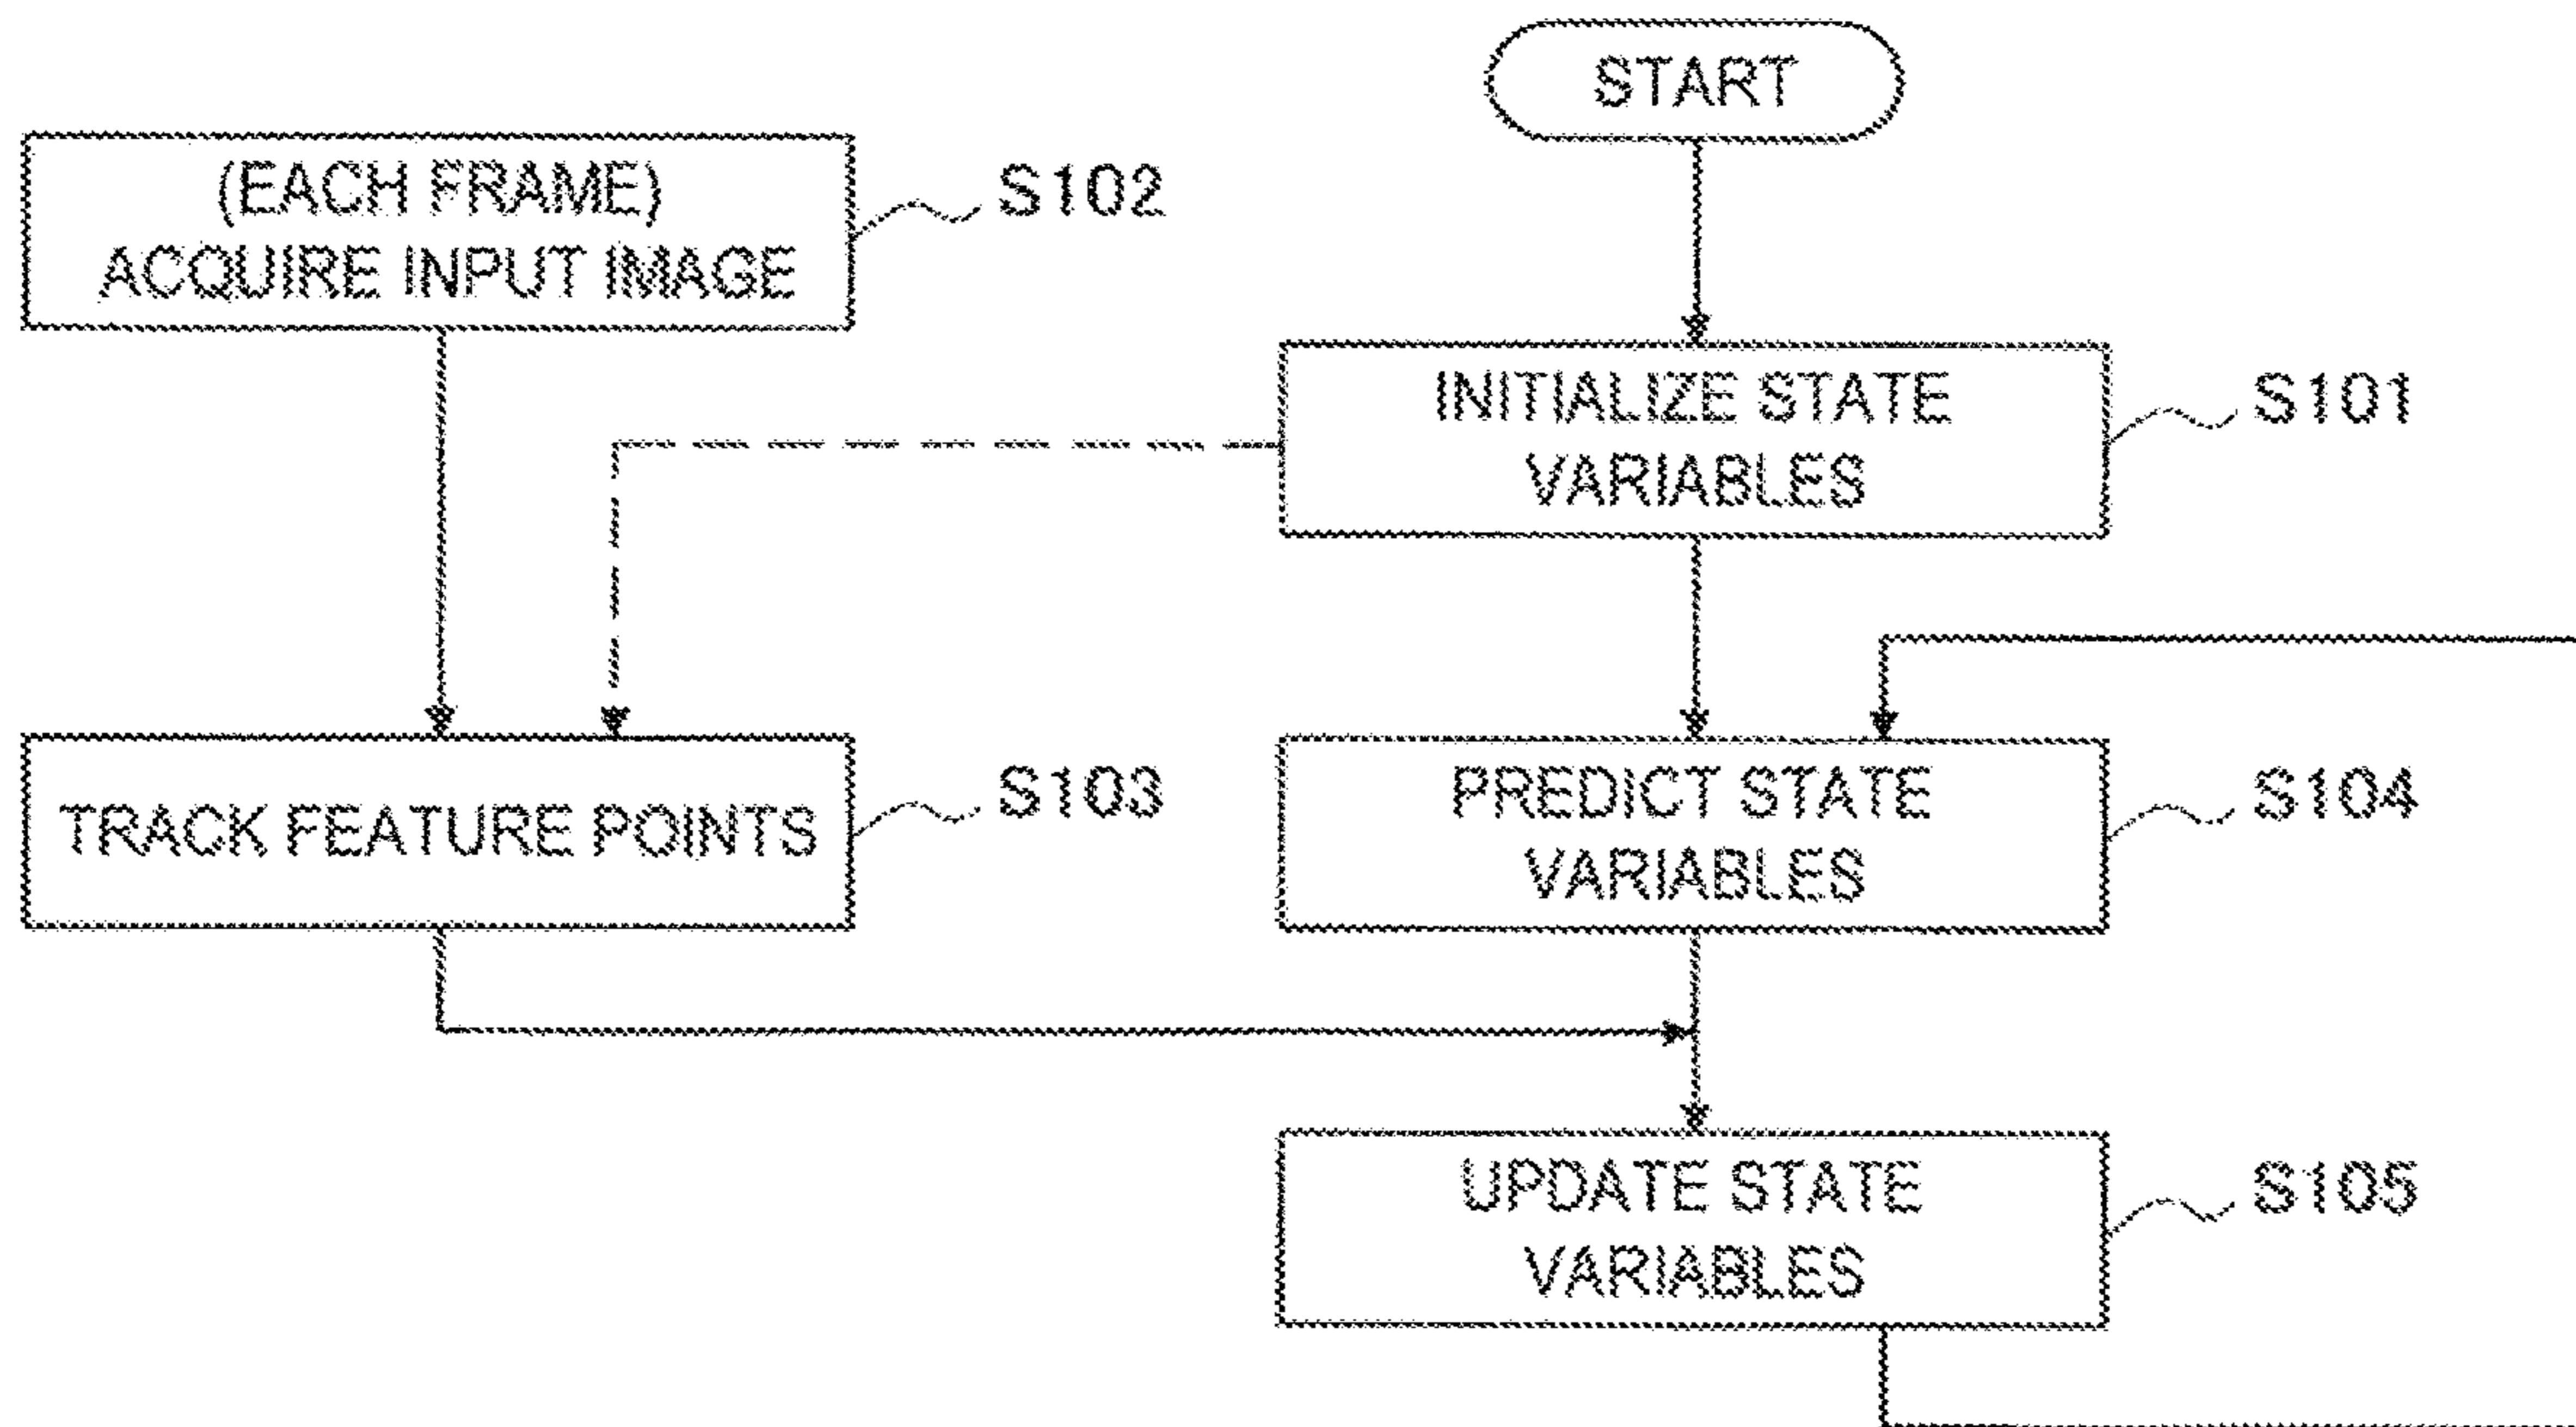 START
(EACH FRAME)
ACQUIRE INPUT IMAGE
S102
INITIALIZE STATE
VARIABLES
S101
TRACK FEATURE POINTS
S103
PREDICT STATE
VARIABLES
S104
UPDATE STATE
VARIABLES
S105